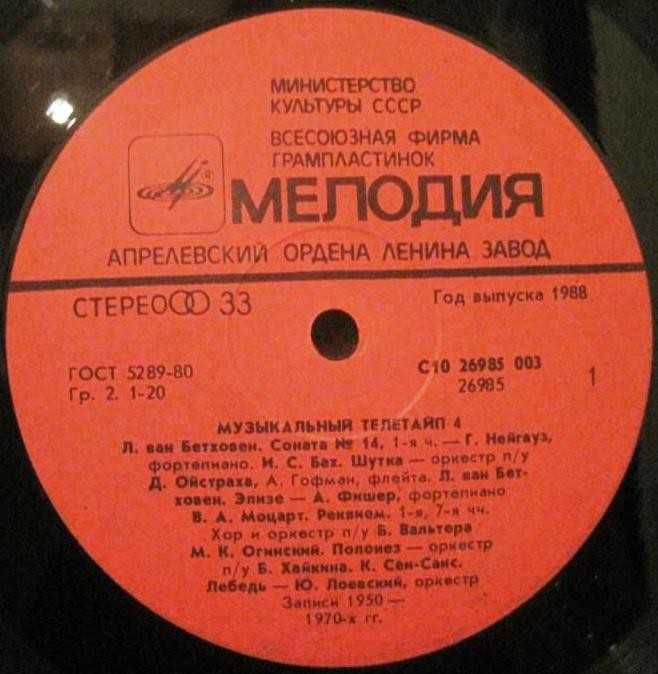 МИНИСТЕРСТВО
КУЛЬТУРЫ СССР
ВСЕСОЮЗНАЯ ФИРМА
ГРАМПЛАСТИНОК
МЕЛОДИЯ
АПРЕЛЕВСКИЙ ОРДЕНА ЛЕНИНА ЗАВОД
СТЕРЕО 33
Год выпуска 1988
ГОСТ 5289-80
Гр. 2. 1-20
С10 26985 003
26985
1
МУЗЫКАЛЬНЫЙ ТЕЛЕТАЙП 4
Л. ван Бетховен. Соната № 14, 1-я ч. — Г. Нейгауз,
фортепиано. И. С. Бах. Шутка — оркестр п/у
Д. Ойстраха, А. Гофман, флейта. Л. ван Бет-
ховен. Элизе — А. Фишер, фортепиано
В. А. Моцарт. Реквием. 1-я, 7-я чч.
Хор и оркестр п/у Б. Вальтера
М. К. Огинский. Полонез — оркестр
п/у Б. Хайкина. К. Сен-Санс.
Лебедь — Ю. Лоевский, оркестр
Записи 1950—
1970-х гг.